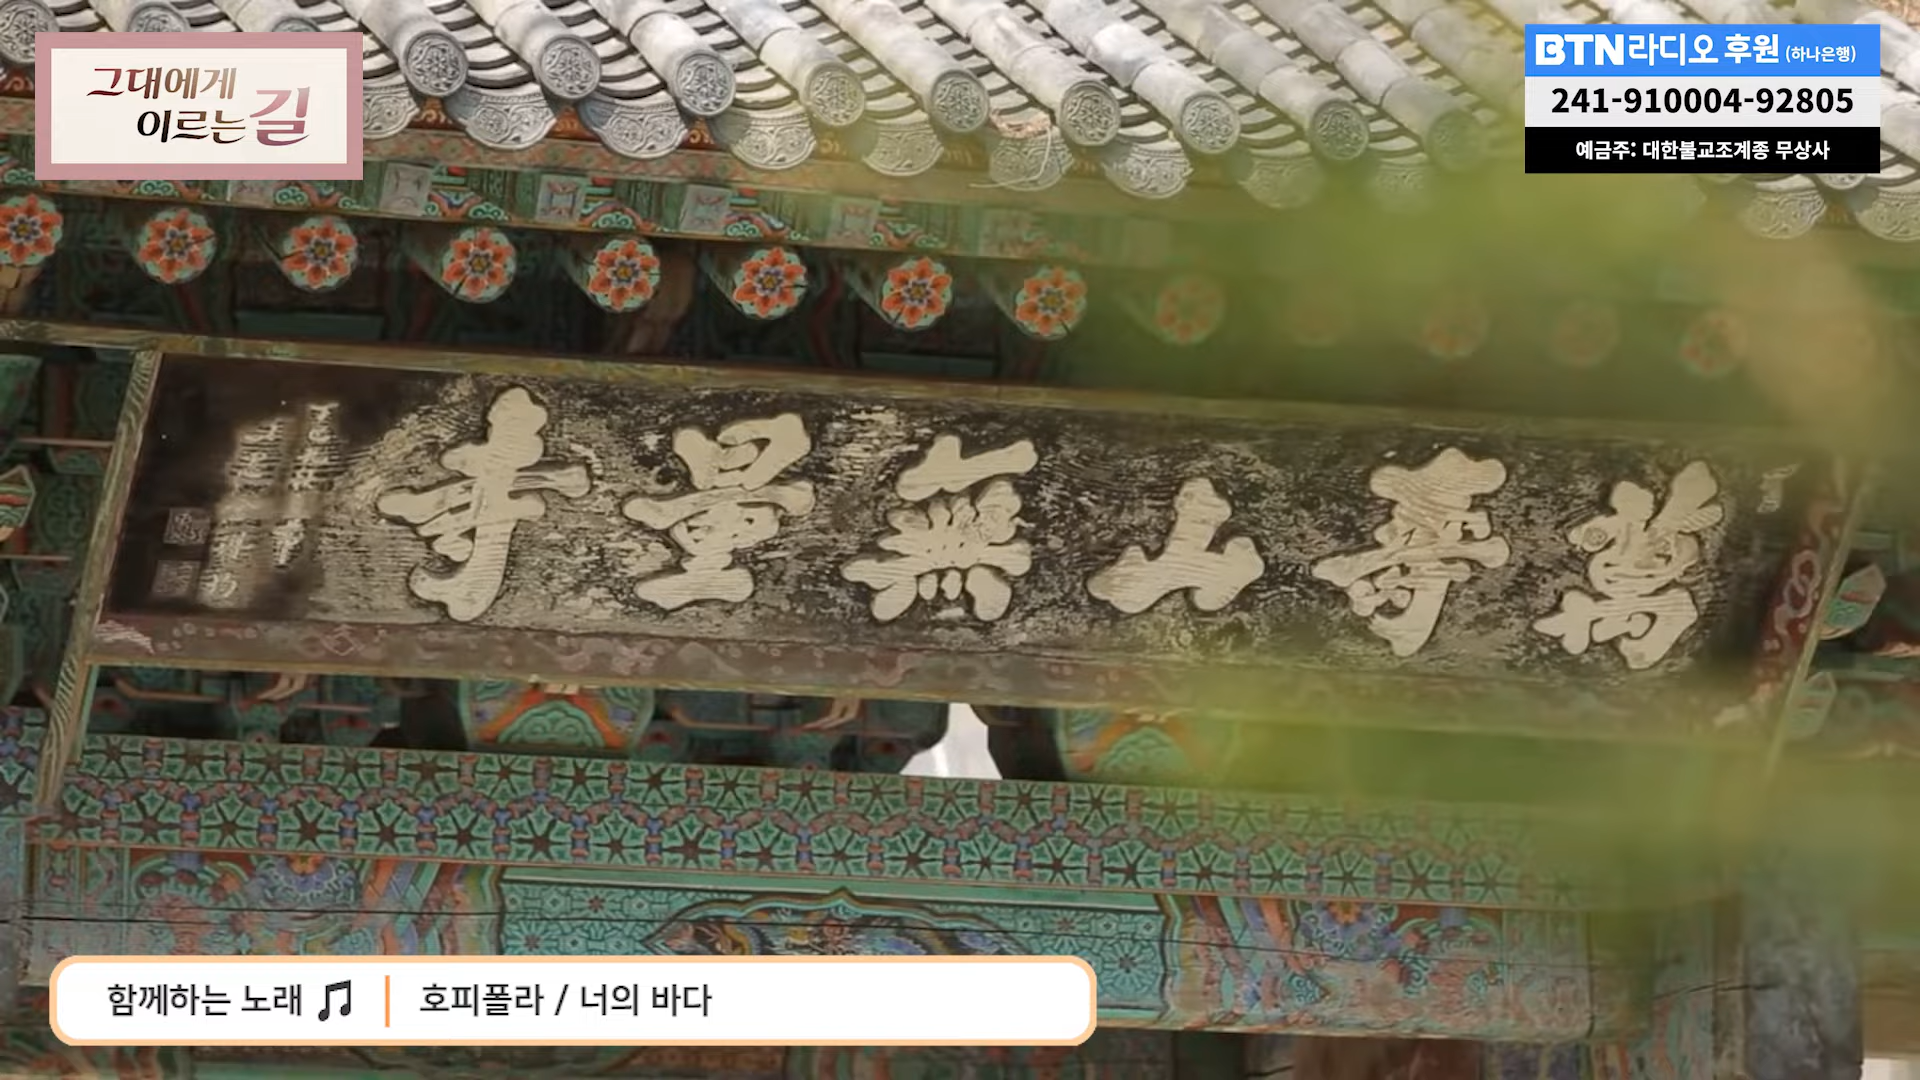 그대에게
이르는 길
BTN라디오 후원 (하나은행)
241-910004-92805
예금주: 대한불교조계종 무상사
萬壽山無量寺
함께하는 노래 🎵 | 호피폴라 / 너의 바다